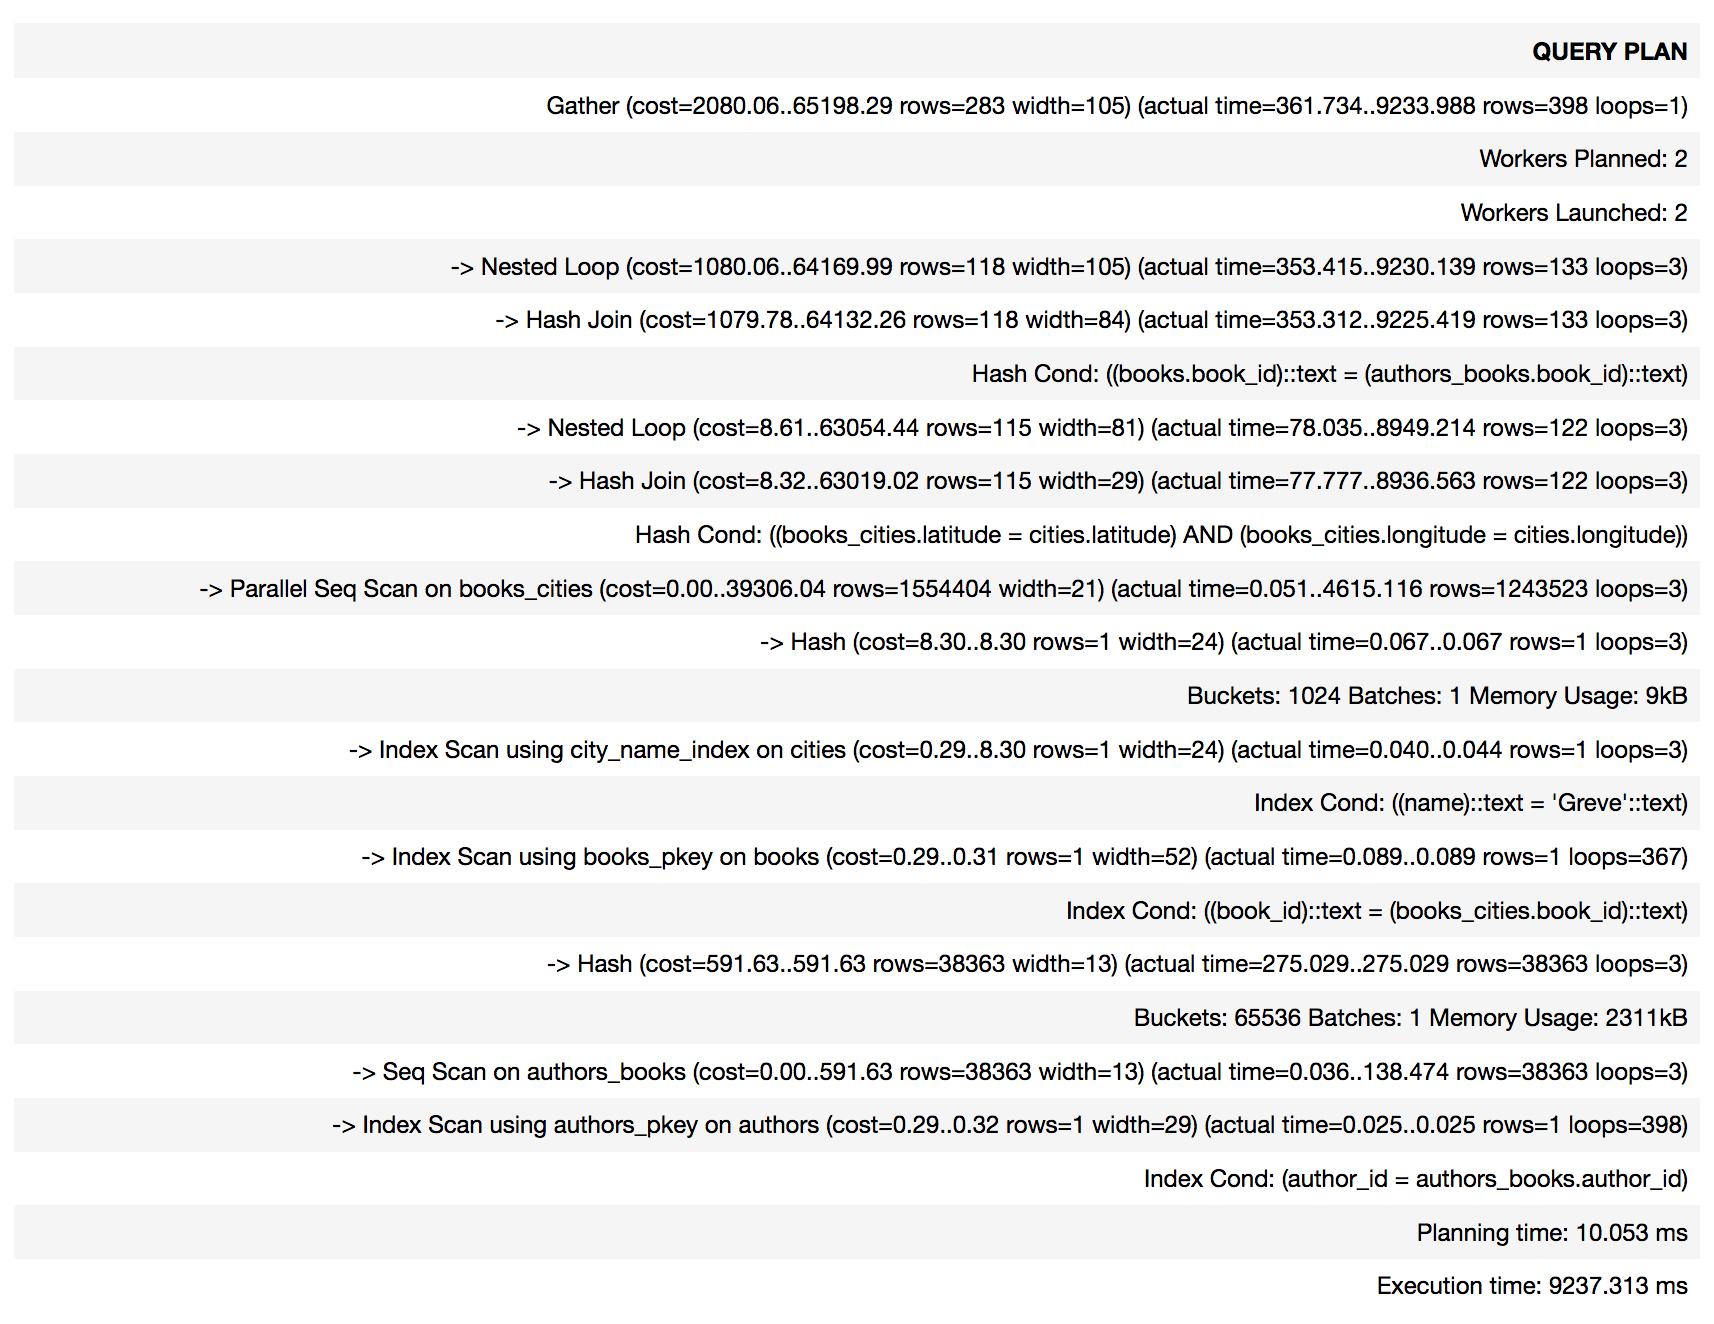 QUERY PLAN
Gather (cost=2080.06..65198.29 rows=283 width=105) (actual time=361.734..9233.988 rows=398 loops=1)
Workers Planned: 2
Workers Launched: 2
-> Nested Loop (cost=1080.06..64169.99 rows=118 width=105) (actual time=353.415..9230.139 rows=133 loops=3)
-> Hash Join (cost=1079.78..64132.26 rows=118 width=84) (actual time=353.312..9225.419 rows=133 loops=3)
Hash Cond: ((books.book_id)::text = (authors_books.book_id)::text)
-> Nested Loop (cost=8.61..63054.44 rows=115 width=81) (actual time=78.035..8949.214 rows=122 loops=3)
-> Hash Join (cost=8.32..63019.02 rows=115 width=29) (actual time=77.777..8936.563 rows=122 loops=3)
Hash Cond: ((books_cities.latitude = cities.latitude) AND (books_cities.longitude = cities.longitude))
-> Parallel Seq Scan on books_cities (cost=0.00..39306.04 rows=1554404 width=21) (actual time=0.051..4615.116 rows=1243523 loops=3)
-> Hash (cost=8.30..8.30 rows=1 width=24) (actual time=0.067..0.067 rows=1 loops=3)
Buckets: 1024 Batches: 1 Memory Usage: 9kB
-> Index Scan using city_name_index on cities (cost=0.29..8.30 rows=1 width=24) (actual time=0.040..0.044 rows=1 loops=3)
Index Cond: ((name)::text = 'Greve'::text)
-> Index Scan using books_pkey on books (cost=0.29..0.31 rows=1 width=52) (actual time=0.089..0.089 rows=1 loops=367)
Index Cond: ((book_id)::text = (books_cities.book_id)::text)
-> Hash (cost=591.63..591.63 rows=38363 width=13) (actual time=275.029..275.029 rows=38363 loops=3)
Buckets: 65536 Batches: 1 Memory Usage: 2311kB
-> Seq Scan on authors_books (cost=0.00..591.63 rows=38363 width=13) (actual time=0.036..138.474 rows=38363 loops=3)
-> Index Scan using authors_pkey on authors (cost=0.29..0.32 rows=1 width=29) (actual time=0.025..0.025 rows=1 loops=398)
Index Cond: (author_id = authors_books.author_id)
Planning time: 10.053 ms
Execution time: 9237.313 ms